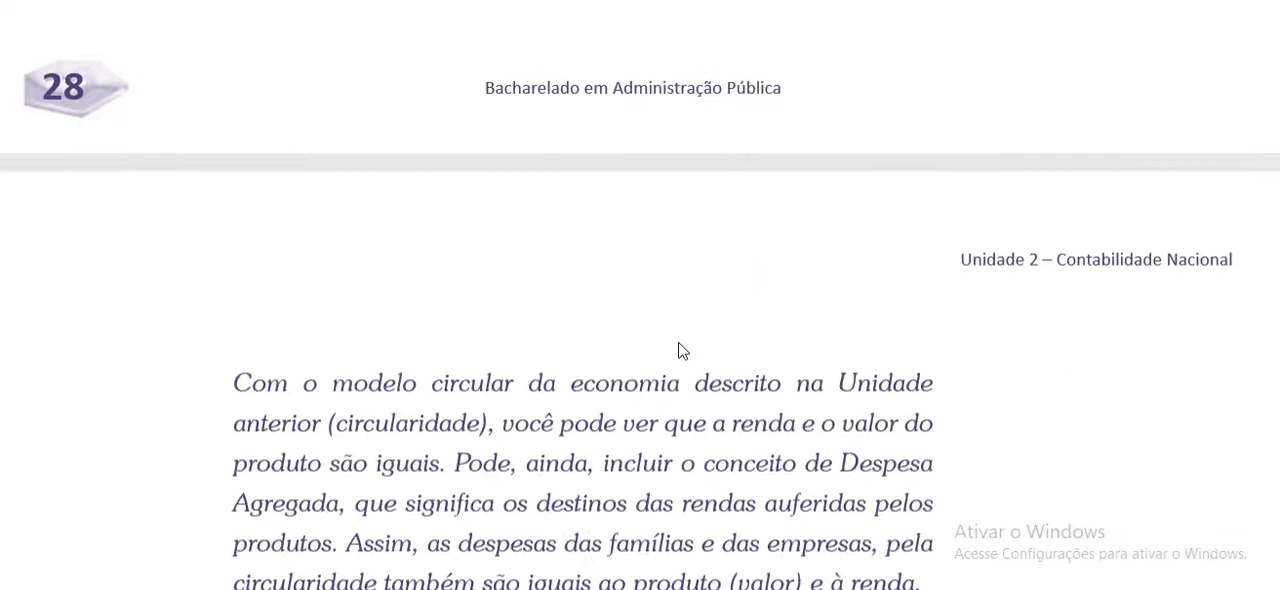 28
Bacharelado em Administração Pública
Unidade 2 – Contabilidade Nacional
Com o modelo circular da economia descrito na Unidade
anterior (circularidade), você pode ver que a renda e o valor do
produto são iguais. Pode, ainda, incluir o conceito de Despesa
Agregada, que significa os destinos das rendas auferidas pelos
produtos. Assim, as despesas das famílias e das empresas, pela
circularidade também são iguais ao produto (valor) e à renda.
Ativar o Windows
Acesse Configurações para ativar o Windows.